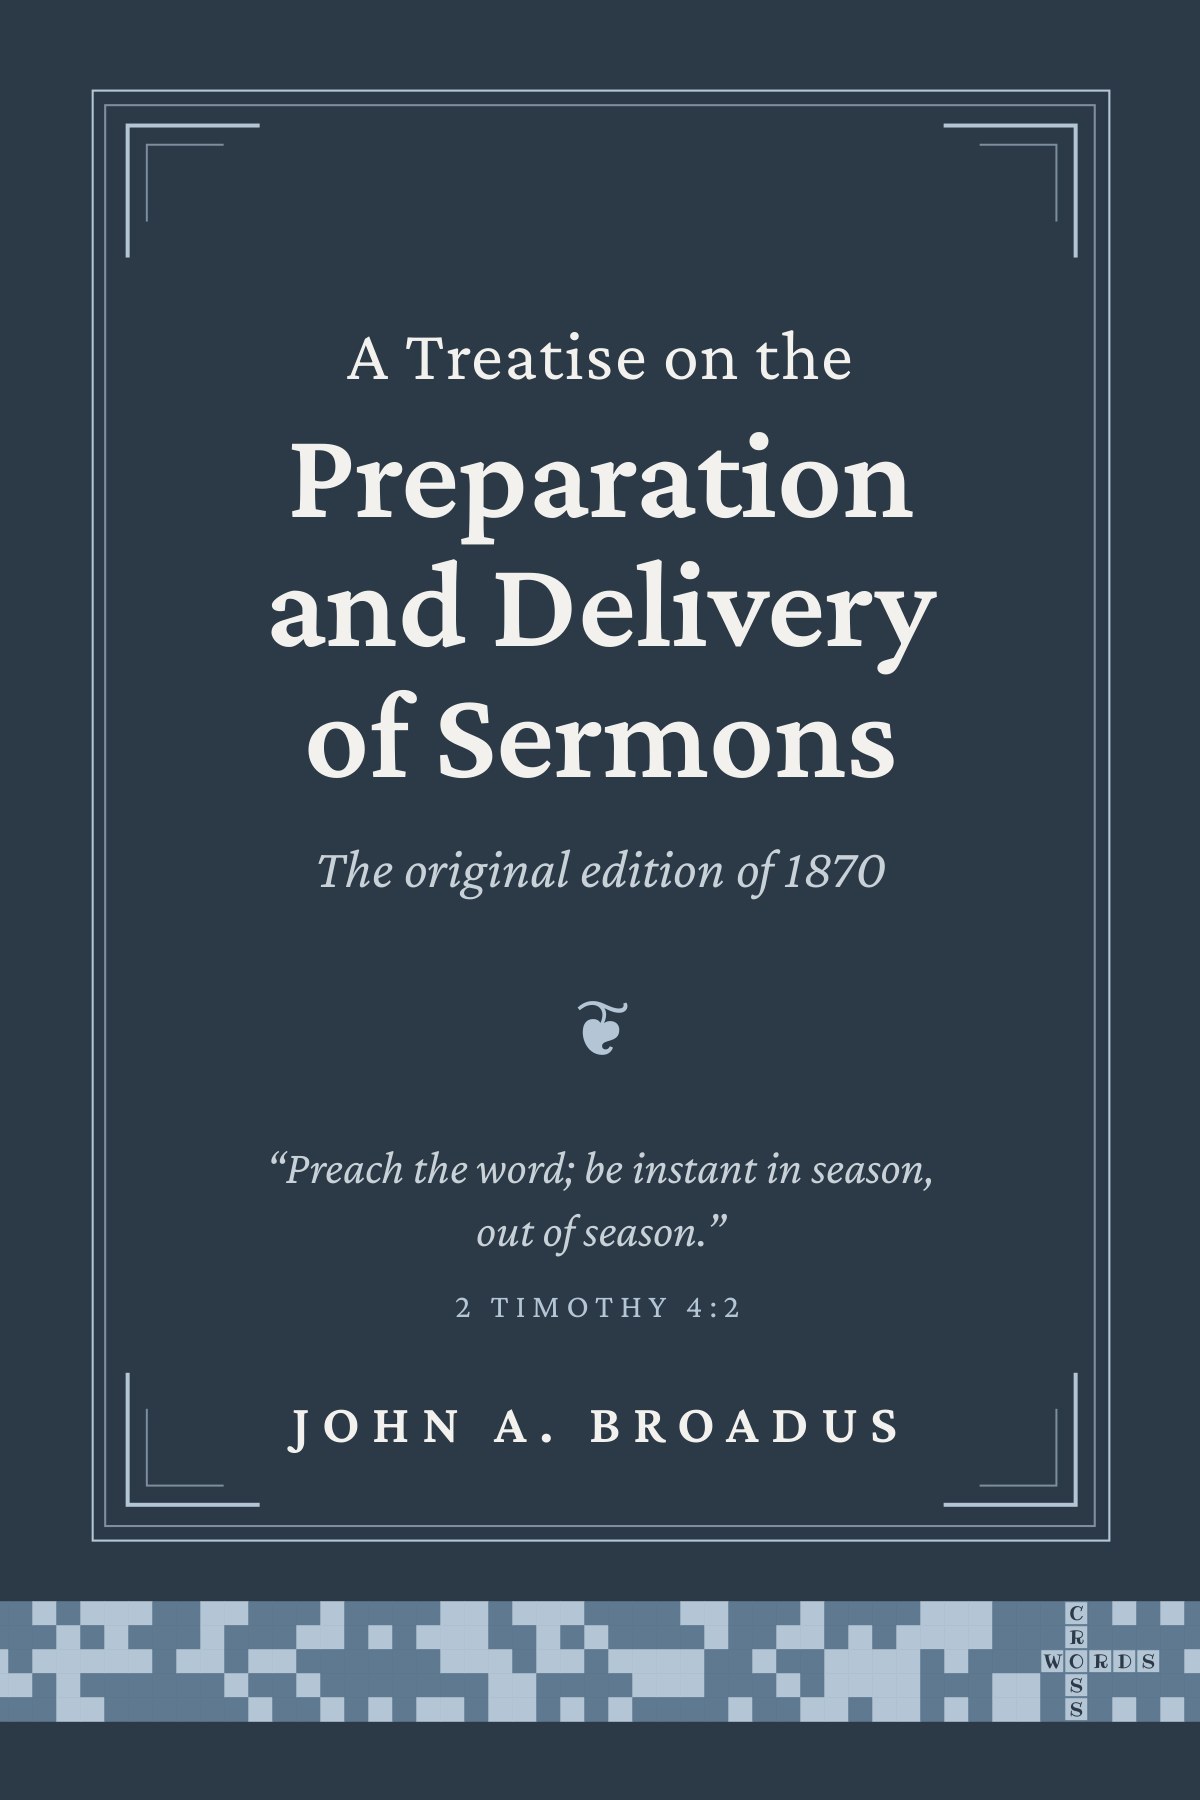 A Treatise on the
Preparation
and Delivery
of Sermons
The original edition of 1870
“Preach the word; be instant in season,
out of season.”
2 TIMOTHY 4:2
JOHN A. BROADUS
CROSS
WORDS